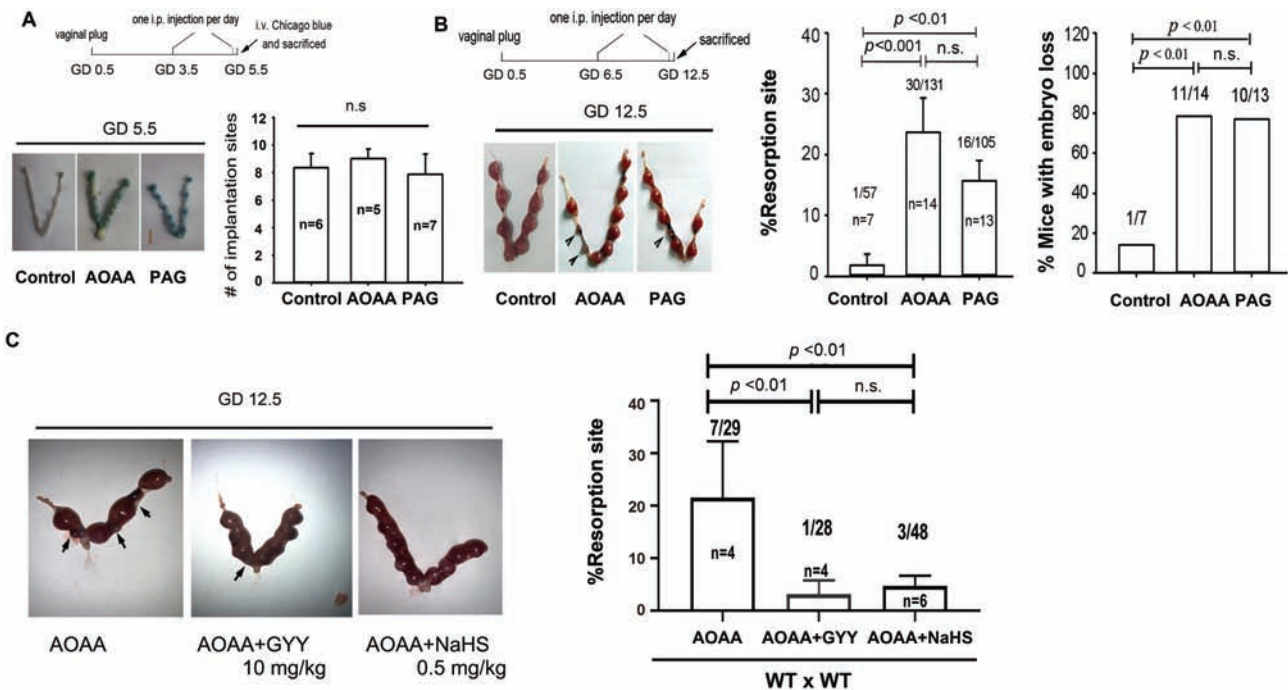 A
vaginal plug
one i.p. injection per day
i.v. Chicago blue
and sacrificed
GD 0.5
GD 3.5
GD 5.5
GD 5.5
Control
AOAA
PAG
# of implantation sites
12
10
8
6
4
2
0
n.s
n=6
n=5
n=7
Control
AOAA
PAG
B
vaginal plug
one i.p. injection per day
sacrificed
GD 0.5
GD 6.5
GD 12.5
GD 12.5
Control
AOAA
PAG
%Resorption site
40
30
20
10
0
p <0.01
p<0.001
n.s.
1/57
30/131
16/105
n=7
n=14
n=13
Control
AOAA
PAG
% Mice with embryo loss
120
100
80
60
40
20
0
p < 0.01
p < 0.01
n.s.
1/7
11/14
10/13
Control
AOAA
PAG
C
GD 12.5
AOAA
AOAA+GYY
10 mg/kg
AOAA+NaHS
0.5 mg/kg
%Resorption site
40
30
20
10
0
p <0.01
p <0.01
n.s.
7/29
1/28
3/48
n=4
n=4
n=6
AOAA
AOAA+GYY
AOAA+NaHS
WT x WT